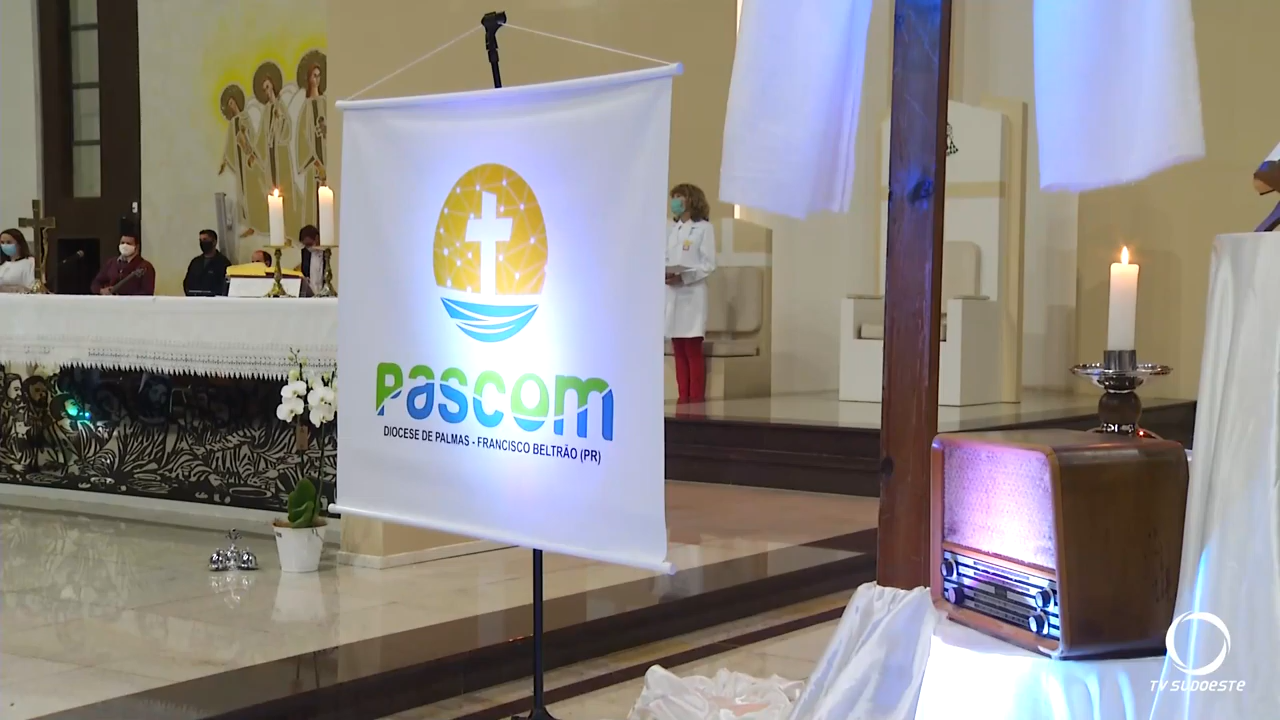 Pascom
DIOCESE DE PALMAS - FRANCISCO BELTRÃO (PR)
TV SUDOESTE